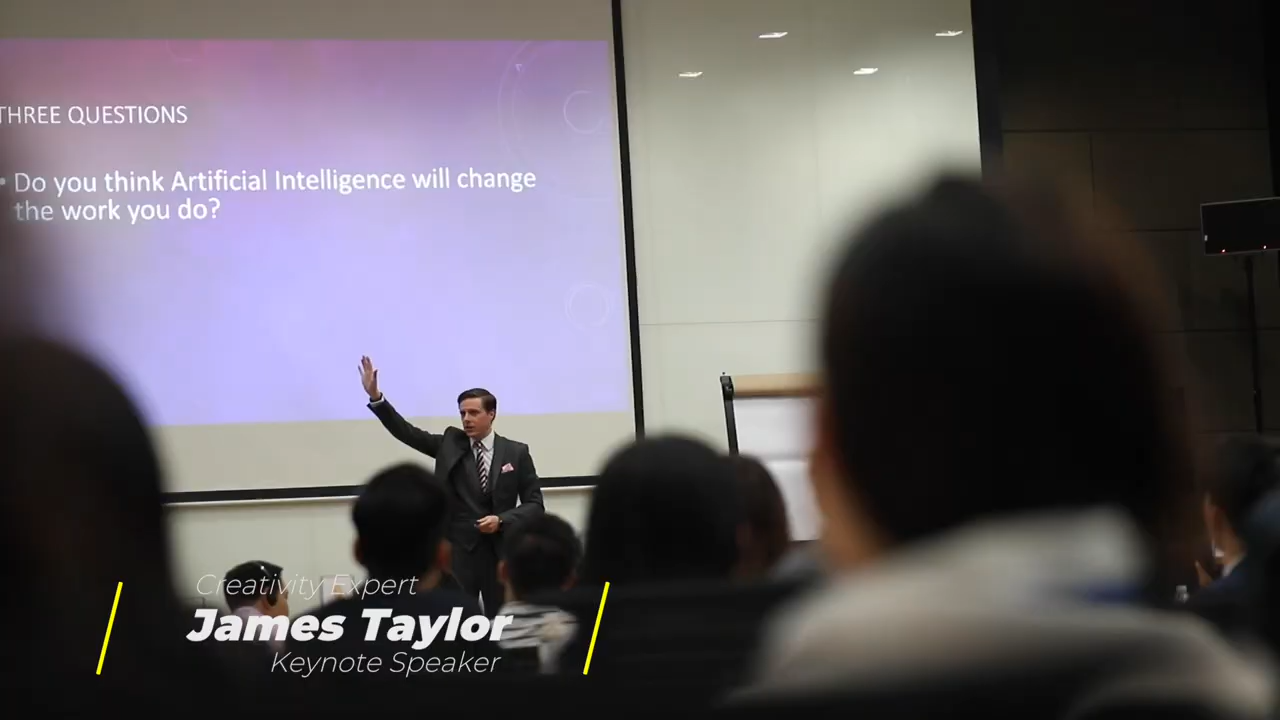 THREE QUESTIONS
• Do you think Artificial Intelligence will change
the work you do?
Creativity Expert
James Taylor
Keynote Speaker